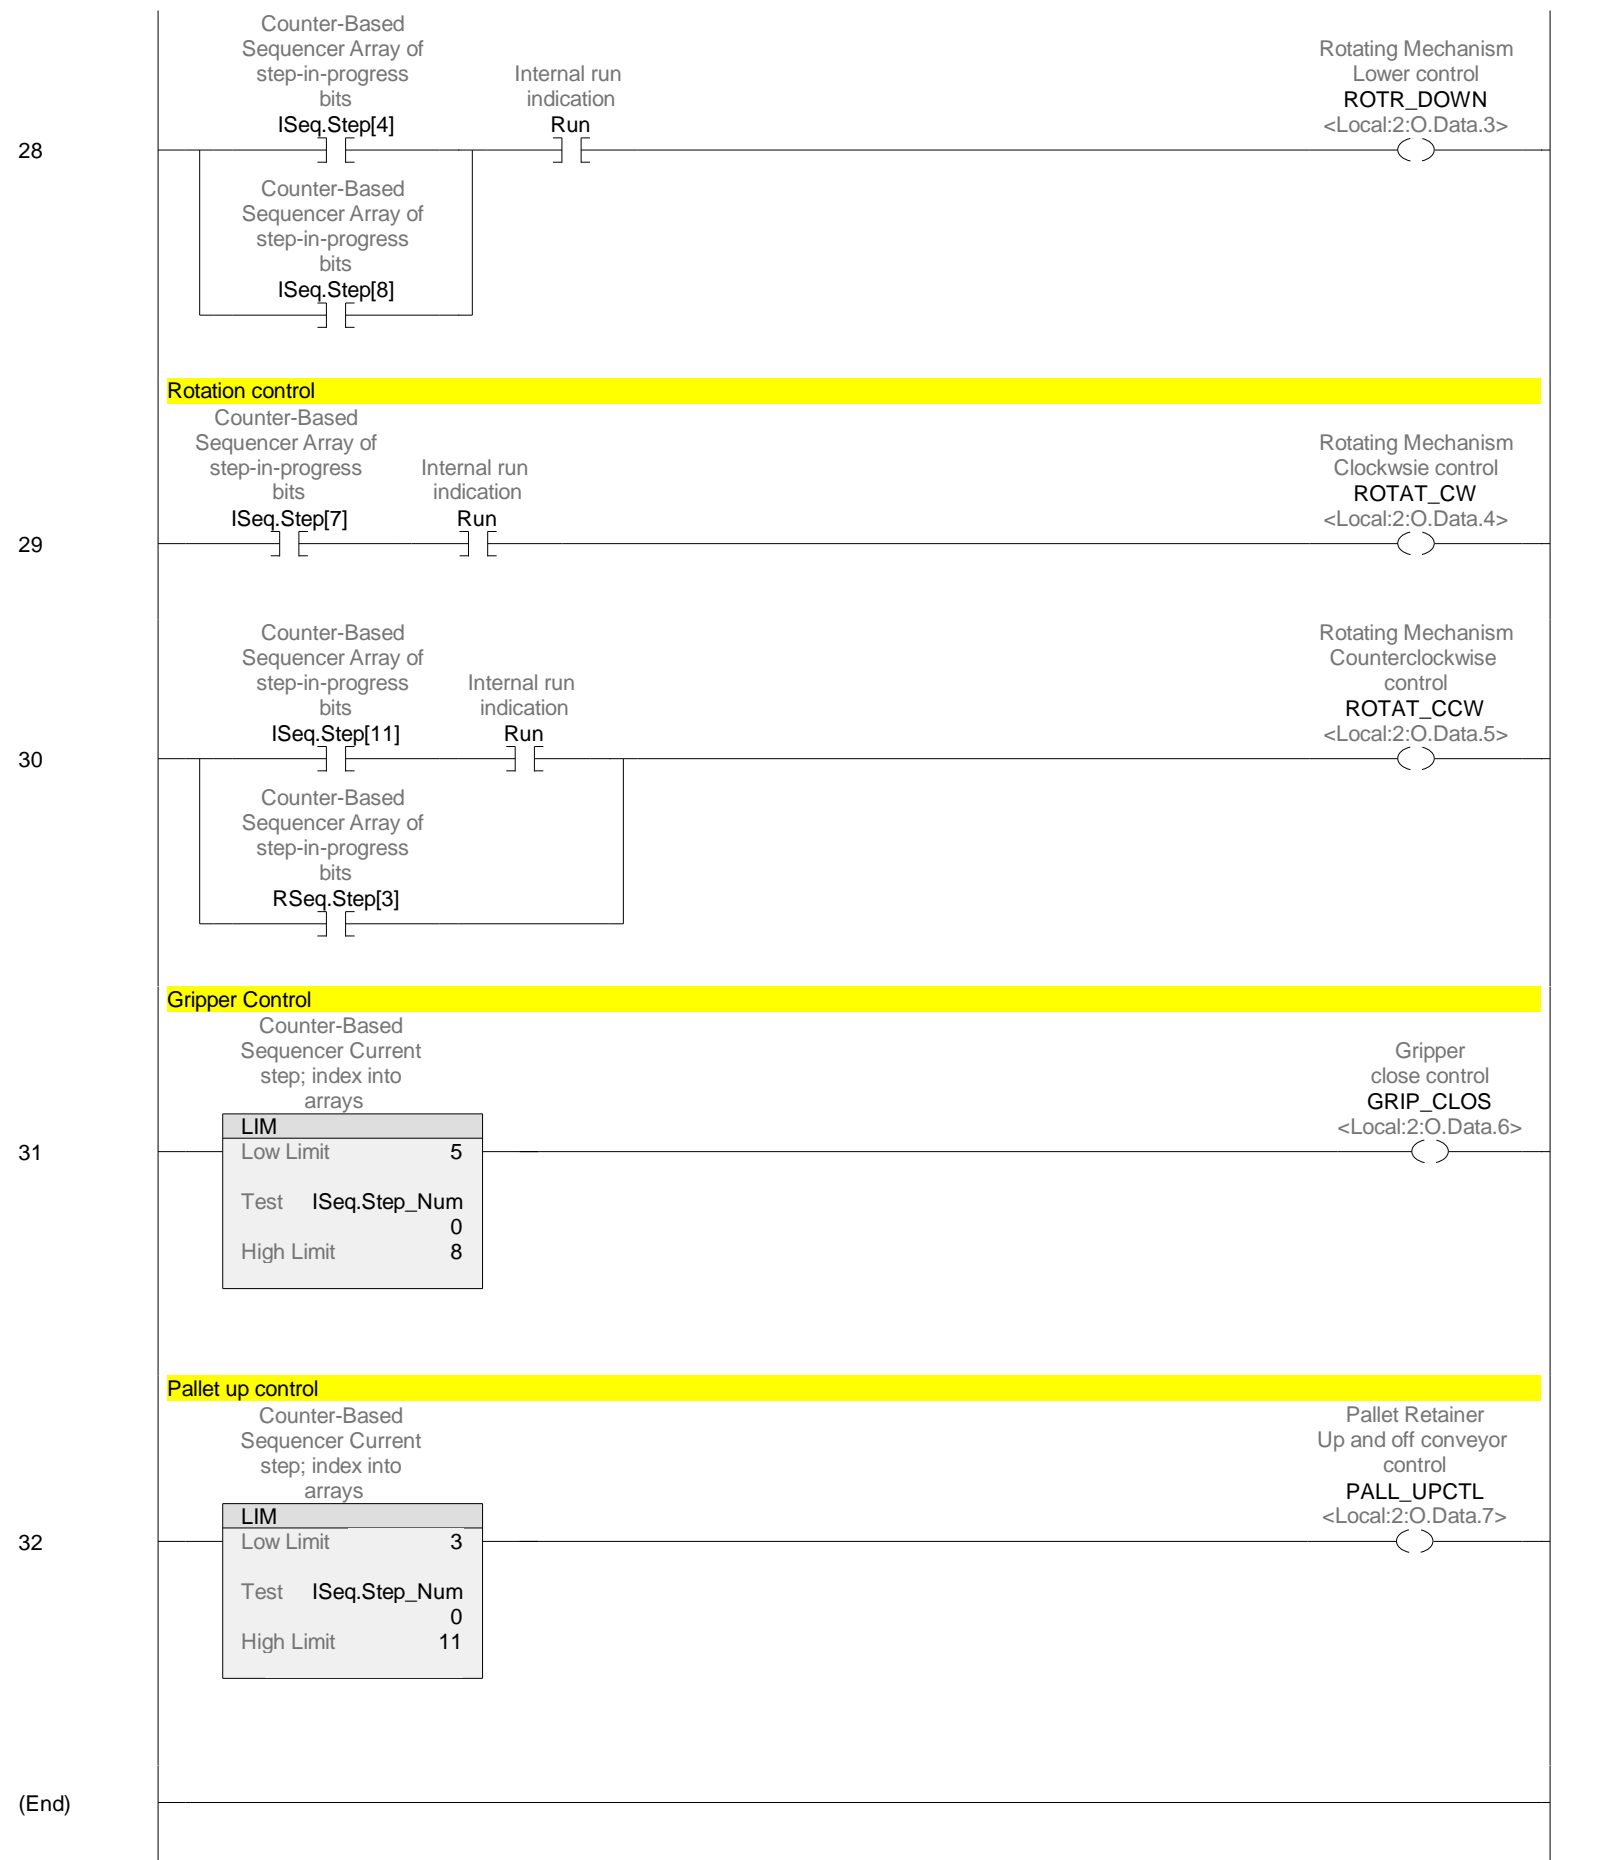 Counter-Based
Sequencer Array of
step-in-progress
bits
ISeq.Step[4]
Internal run
indication
Run
Rotating Mechanism
Lower control
ROTR_DOWN
<Local:2:O.Data.3>
28
Counter-Based
Sequencer Array of
step-in-progress
bits
ISeq.Step[8]
Rotation control
Counter-Based
Sequencer Array of
step-in-progress
bits
ISeq.Step[7]
Internal run
indication
Run
Rotating Mechanism
Clockwsie control
ROTAT_CW
<Local:2:O.Data.4>
29
Counter-Based
Sequencer Array of
step-in-progress
bits
ISeq.Step[11]
Internal run
indication
Run
Rotating Mechanism
Counterclockwise
control
ROTAT_CCW
<Local:2:O.Data.5>
30
Counter-Based
Sequencer Array of
step-in-progress
bits
RSeq.Step[3]
Gripper Control
Counter-Based
Sequencer Current
step; index into
arrays
Gripper
close control
GRIP_CLOS
<Local:2:O.Data.6>
31
LIM
Low Limit 5
Test ISeq.Step_Num
0
High Limit 8
Pallet up control
Counter-Based
Sequencer Current
step; index into
arrays
Pallet Retainer
Up and off conveyor
control
PALL_UPCTL
<Local:2:O.Data.7>
32
LIM
Low Limit 3
Test ISeq.Step_Num
0
High Limit 11
(End)